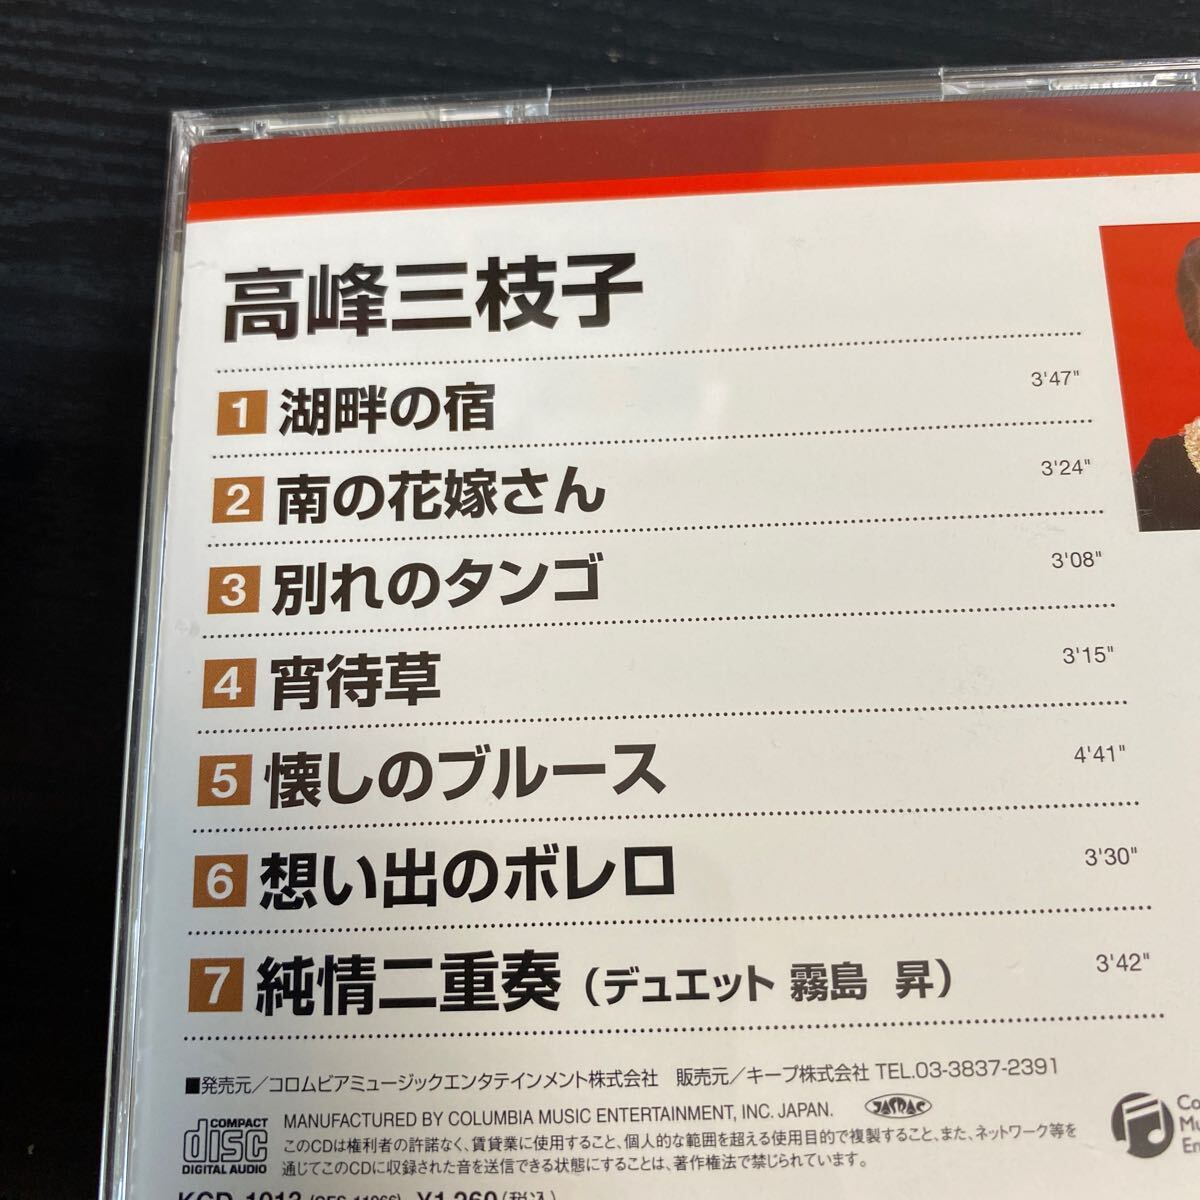 高峰三枝子
1 湖畔の宿 3'47"
2 南の花嫁さん 3'24"
3 別れのタンゴ 3'08"
4 宵待草 3'15"
5 懐しのブルース 4'41"
6 想い出のボレロ 3'30"
7 純情二重奏（デュエット 霧島 昇） 3'42"
■発売元／コロムビアミュージックエンタテインメント株式会社 販売元／キープ株式会社 TEL.03-3837-2391
COMPACT disc DIGITAL AUDIO
MANUFACTURED BY COLUMBIA MUSIC ENTERTAINMENT, INC. JAPAN. JASRAC
このCDは権利者の許諾なく、賃貸業に使用すること、個人的な範囲を超える使用目的で複製すること、また、ネットワーク等を
通じてこのCDに収録された音を送信できる状態にすることは、著作権法で禁じられています。
Co
Mu
En
KCD-1013 ¥1,260(税込)